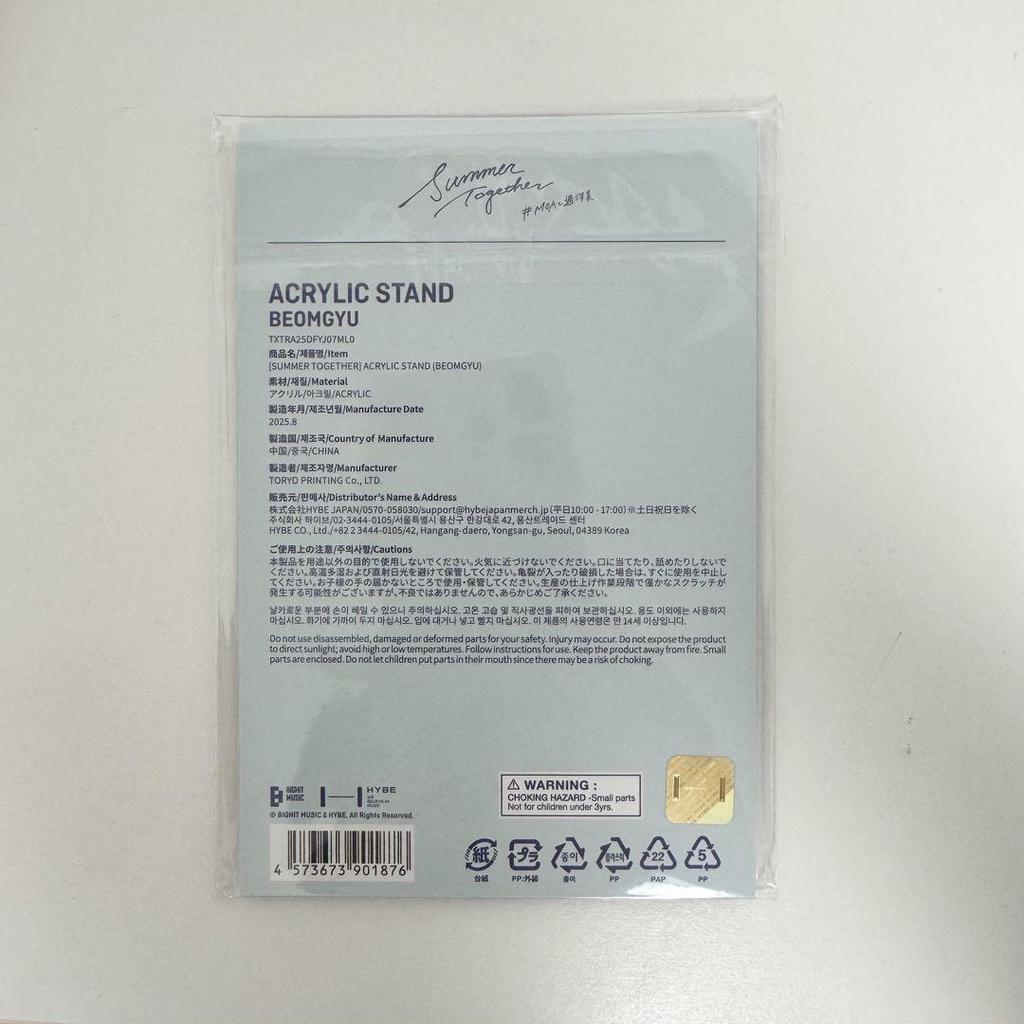 Summer
Together
#MOAと過ごす夏
ACRYLIC STAND
BEOMGYU
TXTRA25DFYJ07ML0
商品名/제품명/Item
[SUMMER TOGETHER] ACRYLIC STAND (BEOMGYU)
素材/재질/Material
アクリル/아크릴/ACRYLIC
製造年月/제조년월/Manufacture Date
2025.8
製造国/제조국/Country of Manufacture
中国/중국/CHINA
製造者/제조자명/Manufacturer
TORYO PRINTING Co., LTD.
販売元/판매사/Distributor's Name & Address
株式会社HYBE JAPAN/0570-058030/support@hybejapanmerch.jp(平日10:00 - 17:00)※土日祝日を除く
주식회사 하이브/02-3444-0105/서울특별시 용산구 한강대로 42, 용산트레이드 센터
HYBE CO., Ltd./+82 2 3444-0105/42, Hangang-daero, Yongsan-gu, Seoul, 04389 Korea
ご使用上の注意/주의사항/Cautions
本製品を用途以外の目的で使用しないでください。火気に近づけないでください。口に当てたり、舐めたりしないで
ください。高温多湿および直射日光を避けて保管してください。亀裂が入ったり破損した場合は、すぐに使用を中止し
てください。お子様の手の届かないところで使用・保管してください。生産の仕上げ作業段階で僅かなスクラッチが
発生する可能性がございますが、不良ではありませんので、あらかじめご了承ください。
날카로운 부분에 손이 베일 수 있으니 주의하십시오. 고온 고습 및 직사광선을 피하여 보관하십시오. 용도 이외에는 사용하지
마십시오. 화기에 가까이 두지 마십시오. 입에 대거나 넣고 빨지 마십시오. 이 제품의 사용연령은 만 14세 이상입니다.
Do not use disassembled, damaged or deformed parts for your safety. Injury may occur. Do not expose the product
to direct sunlight; avoid high or low temperatures. Follow instructions for use. Keep the product away from fire. Small
parts are enclosed. Do not let children put parts in their mouth since there may be a risk of choking.
BIGHIT
MUSIC
HYBE
WE
BELIEVE IN
MUSIC
© BIGHIT MUSIC & HYBE. All Rights Reserved.
⚠ WARNING :
CHOKING HAZARD -Small parts
Not for children under 3yrs.
4 573673 901876
紙
台紙
プラ
PP:外装
종이
종이
플라스틱
PP
22
PAP
5
PP